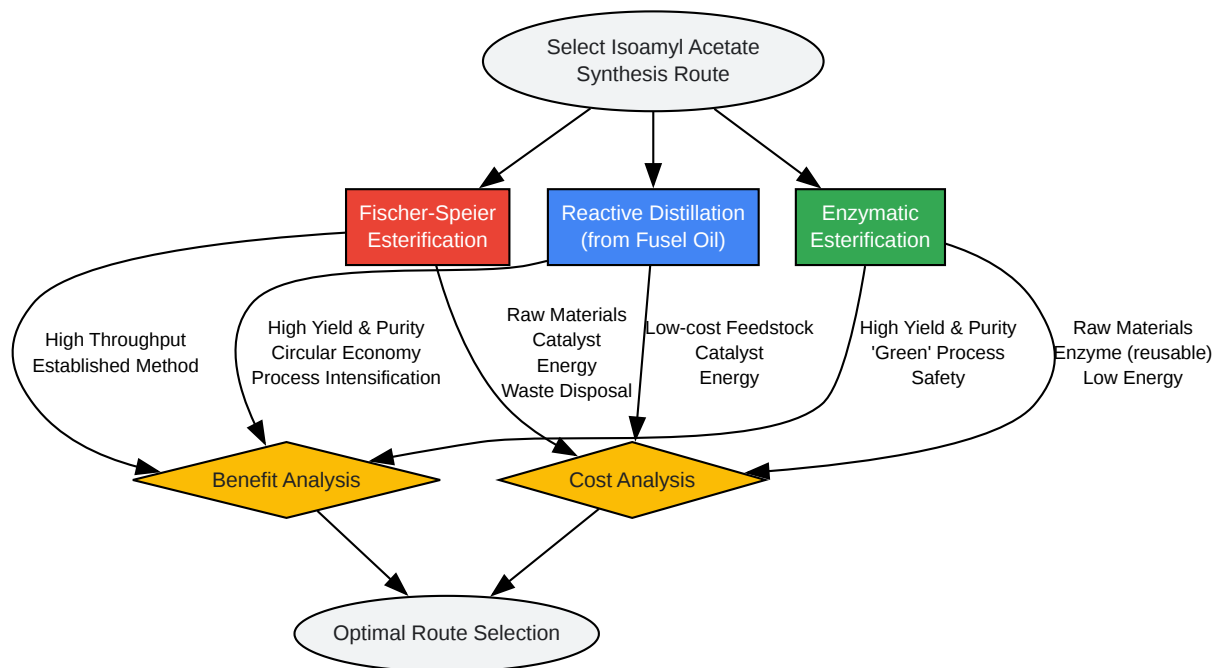 Select Isoamyl Acetate
Synthesis Route
Fischer-Speier
Esterification
Reactive Distillation
(from Fusel Oil)
Enzymatic
Esterification
High Throughput
Established Method
High Yield & Purity
Circular Economy
Process Intensification
Raw Materials
Catalyst
Energy
Waste Disposal
Low-cost Feedstock
Catalyst
Energy
High Yield & Purity
'Green' Process
Safety
Raw Materials
Enzyme (reusable)
Low Energy
Benefit Analysis
Cost Analysis
Optimal Route Selection